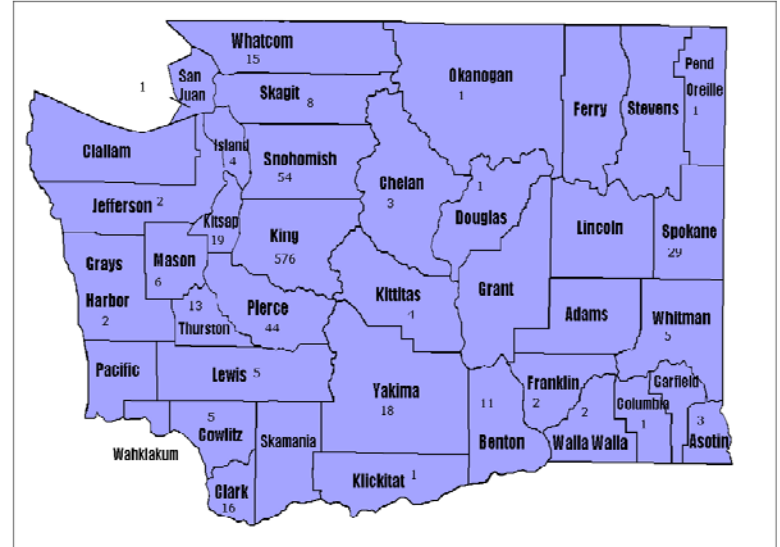 Whatcom
15
San
Juan
1
Skagit 8
Okanogan
1
Ferry
Stevens
Pend
Oreille
1
Clallam
Island
4
Snohomish
54
Chelan
3
1
Douglas
Jefferson 2
Kitsap
19
King
576
Lincoln
Spokane
29
Grays
Harbor
2
Mason
6
13
Thurston
Pierce
44
Kittitas
4
Grant
Adams
Whitman
5
Pacific
Lewis 5
Yakima
18
Franklin
2
2
Walla Walla
Columbia
1
Garfield
3
Asotin
11
Benton
Wahklakum
5
Cowlitz
Skamania
Clark
16
Klickitat 1